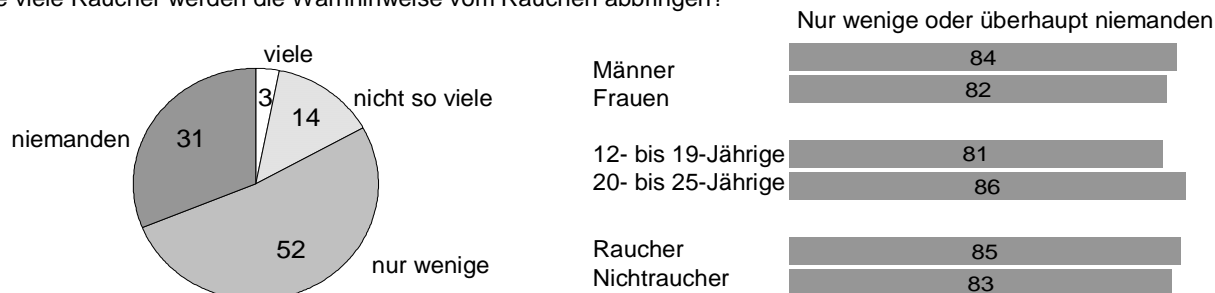 viele Raucher werden die Warnhinweise vom Rauchen abbringen?
viele
3
nicht so viele
14
niemanden
31
52
nur wenige
Nur wenige oder überhaupt niemanden
Männer
84
Frauen
82
12- bis 19-Jährige
81
20- bis 25-Jährige
86
Raucher
85
Nichtraucher
83